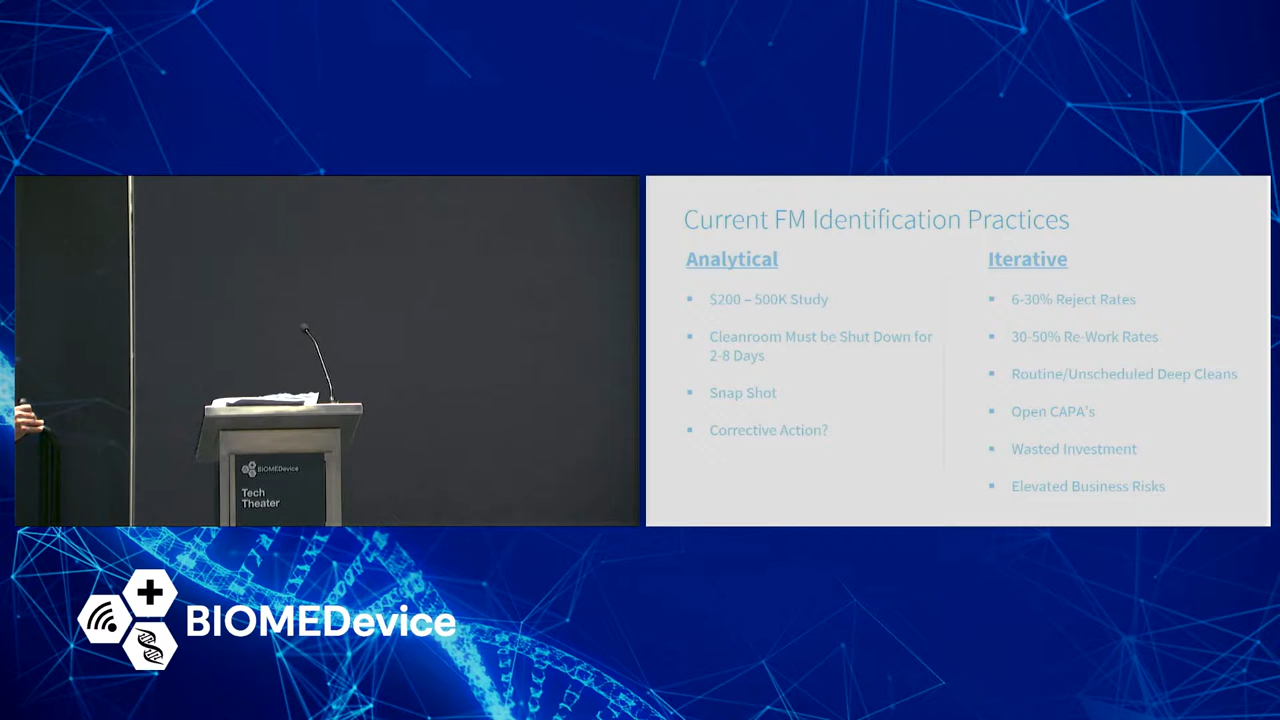 BIOMEDevice
Tech
Theater
Current FM Identification Practices
Analytical
▪ $200 – 500K Study
▪ Cleanroom Must be Shut Down for
2-8 Days
▪ Snap Shot
▪ Corrective Action?
Iterative
▪ 6-30% Reject Rates
▪ 30-50% Re-Work Rates
▪ Routine/Unscheduled Deep Cleans
▪ Open CAPA's
▪ Wasted Investment
▪ Elevated Business Risks
BIOMEDevice